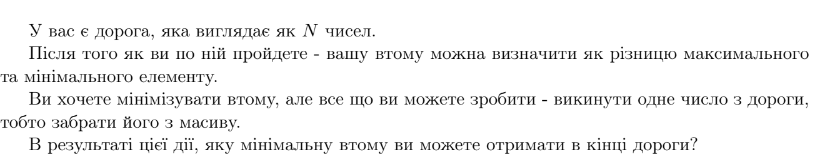 У вас є дорога, яка виглядає як N чисел.
Після того як ви по ній пройдете - вашу втому можна визначити як різницю максимального
та мінімального елементу.
Ви хочете мінімізувати втому, але все що ви можете зробити - викинути одне число з дороги,
тобто забрати його з масиву.
В результаті цієї дії, яку мінімальну втому ви можете отримати в кінці дороги?